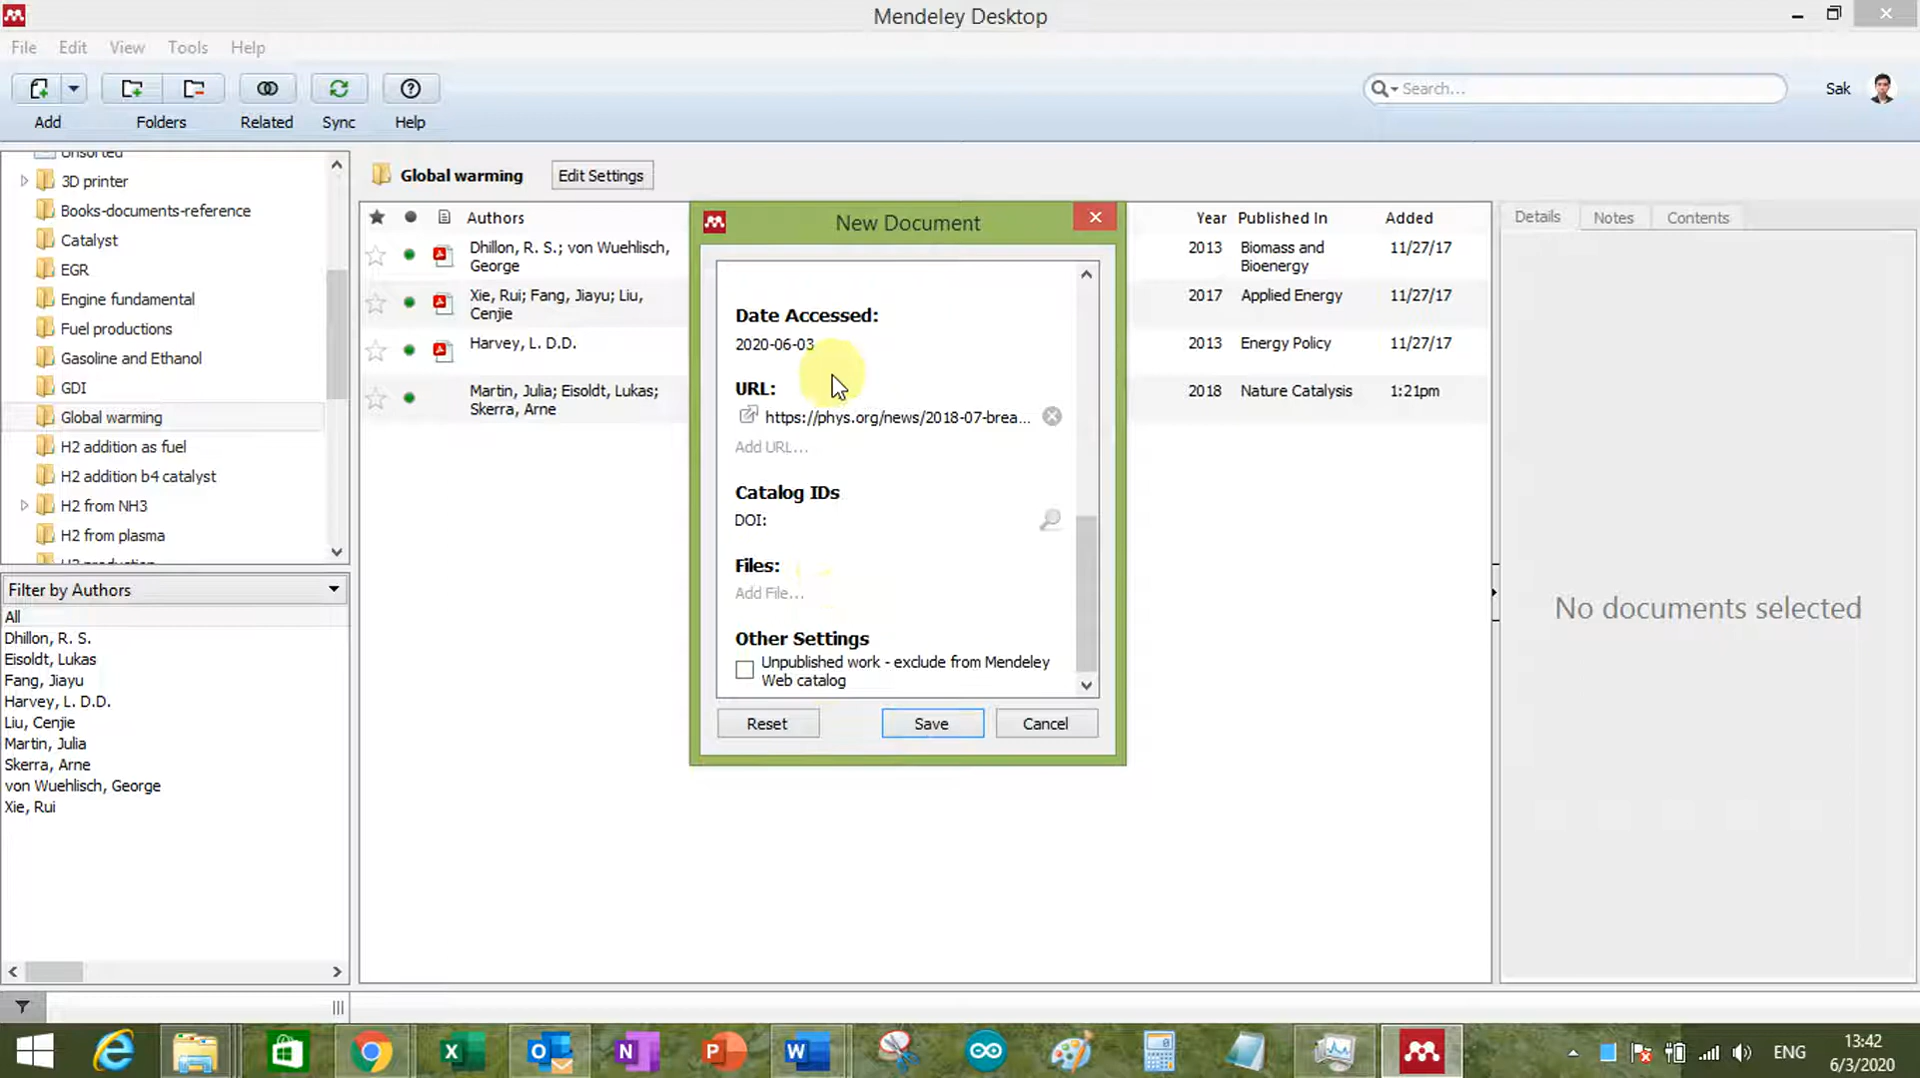 Mendeley Desktop
File Edit View Tools Help
Search...
Sak
Add Folders Related Sync Help
Unsorted
3D printer
Books-documents-reference
Catalyst
EGR
Engine fundamental
Fuel productions
Gasoline and Ethanol
GDI
Global warming
H2 addition as fuel
H2 addition b4 catalyst
H2 from NH3
H2 from plasma
H2 production
Filter by Authors
All
Dhillon, R. S.
Eisoldt, Lukas
Fang, Jiayu
Harvey, L. D.D.
Liu, Cenjie
Martin, Julia
Skerra, Arne
von Wuehlisch, George
Xie, Rui
Global warming Edit Settings
Authors Year Published In Added
Dhillon, R. S.; von Wuehlisch, George 2013 Biomass and Bioenergy 11/27/17
Xie, Rui; Fang, Jiayu; Liu, Cenjie 2017 Applied Energy 11/27/17
Harvey, L. D.D. 2013 Energy Policy 11/27/17
Martin, Julia; Eisoldt, Lukas; Skerra, Arne 2018 Nature Catalysis 1:21pm
New Document
Date Accessed:
2020-06-03
URL:
https://phys.org/news/2018-07-brea...
Add URL...
Catalog IDs
DOI:
Files:
Add File...
Other Settings
Unpublished work - exclude from Mendeley
Web catalog
Reset Save Cancel
Details Notes Contents
No documents selected
ENG
13:42
6/3/2020